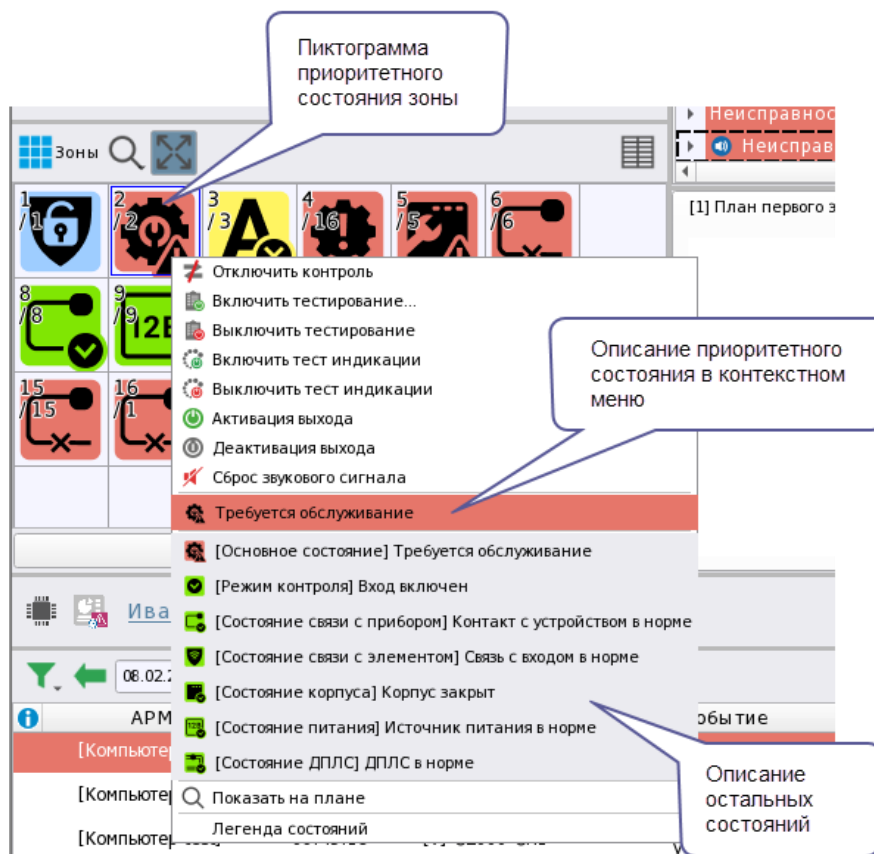 Пиктограмма
приоритетного
состояния зоны
Неисправнос
Неисправ
Зоны
[1] План первого з
1
/ 1
2
/ 2
3
/ 3
4
/ 16
5
/ 5
6
/ 6
8
/ 8
9
/ 9
12В
15
/ 15
16
/ 1
Отключить контроль
Включить тестирование...
Выключить тестирование
Включить тест индикации
Выключить тест индикации
Активация выхода
Деактивация выхода
Сброс звукового сигнала
Требуется обслуживание
[Основное состояние] Требуется обслуживание
[Режим контроля] Вход включен
[Состояние связи с прибором] Контакт с устройством в норме
[Состояние связи с элементом] Связь с входом в норме
[Состояние корпуса] Корпус закрыт
[Состояние питания] Источник питания в норме
[Состояние ДПЛС] ДПЛС в норме
Показать на плане
Легенда состояний
Описание приоритетного
состояния в контекстном
меню
Ива
08.02.2
АРМ
обытие
[Компьютер
[Компьютер
[Компьютер
Описание
остальных
состояний